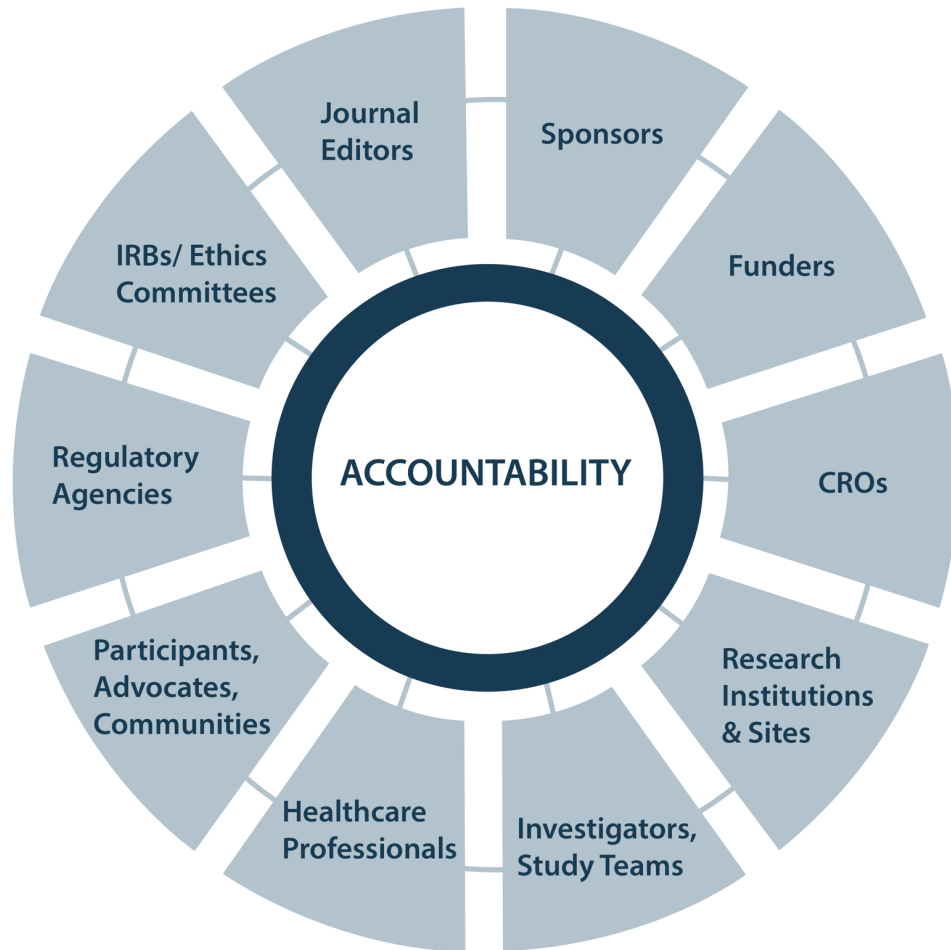 Journal
Editors
Sponsors
Funders
CROs
Research
Institutions
& Sites
Investigators,
Study Teams
Healthcare
Professionals
Participants,
Advocates,
Communities
Regulatory
Agencies
IRBs/ Ethics
Committees
ACCOUNTABILITY